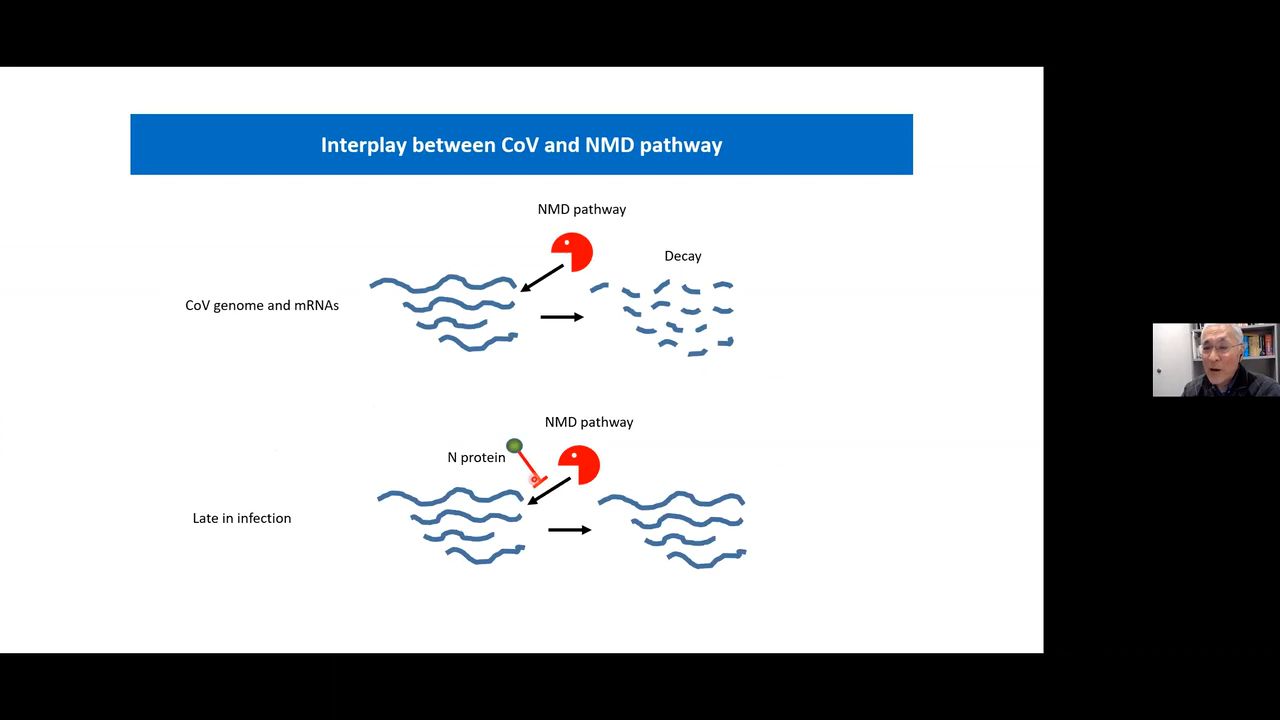 Interplay between CoV and NMD pathway
NMD pathway
Decay
CoV genome and mRNAs
NMD pathway
N protein
Late in infection